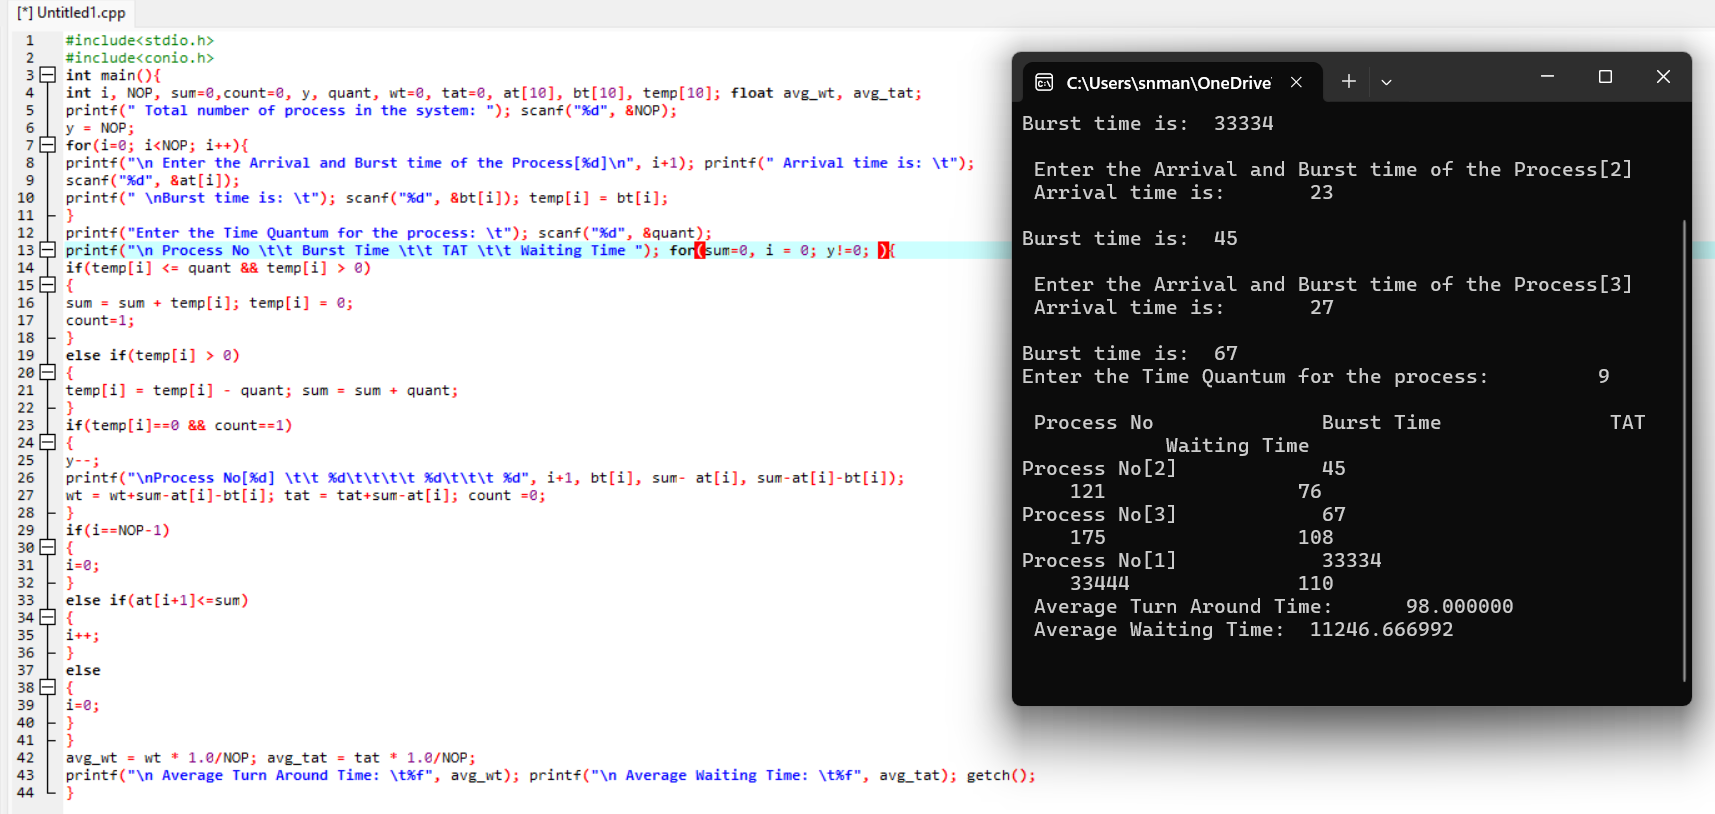 [*] Untitled1.cpp
1 #include<stdio.h>
2 #include<conio.h>
3 int main(){
4 int i, NOP, sum=0,count=0, y, quant, wt=0, tat=0, at[10], bt[10], temp[10]; float avg_wt, avg_tat;
5 printf(" Total number of process in the system: "); scanf("%d", &NOP);
6 y = NOP;
7 for(i=0; i<NOP; i++){
8 printf("\n Enter the Arrival and Burst time of the Process[%d]\n", i+1); printf(" Arrival time is: \t");
9 scanf("%d", &at[i]);
10 printf(" \nBurst time is: \t"); scanf("%d", &bt[i]); temp[i] = bt[i];
11 }
12 printf("Enter the Time Quantum for the process: \t"); scanf("%d", &quant);
13 printf("\n Process No \t\t Burst Time \t\t TAT \t\t Waiting Time "); for(sum=0, i = 0; y!=0; ){
14 if(temp[i] <= quant && temp[i] > 0)
15 {
16 sum = sum + temp[i]; temp[i] = 0;
17 count=1;
18 }
19 else if(temp[i] > 0)
20 {
21 temp[i] = temp[i] - quant; sum = sum + quant;
22 }
23 if(temp[i]==0 && count==1)
24 {
25 y--;
26 printf("\nProcess No[%d] \t\t %d\t\t\t\t %d\t\t\t %d", i+1, bt[i], sum- at[i], sum-at[i]-bt[i]);
27 wt = wt+sum-at[i]-bt[i]; tat = tat+sum-at[i]; count =0;
28 }
29 if(i==NOP-1)
30 {
31 i=0;
32 }
33 else if(at[i+1]<=sum)
34 {
35 i++;
36 }
37 else
38 {
39 i=0;
40 }
41 }
42 avg_wt = wt * 1.0/NOP; avg_tat = tat * 1.0/NOP;
43 printf("\n Average Turn Around Time: \t%f", avg_wt); printf("\n Average Waiting Time: \t%f", avg_tat); getch();
44 }
C:\Users\snman\OneDrive
Burst time is: 33334
Enter the Arrival and Burst time of the Process[2]
Arrival time is: 23
Burst time is: 45
Enter the Arrival and Burst time of the Process[3]
Arrival time is: 27
Burst time is: 67
Enter the Time Quantum for the process: 9
Process No Burst Time TAT
Waiting Time
Process No[2] 45
121 76
Process No[3] 67
175 108
Process No[1] 33334
33444 110
Average Turn Around Time: 98.000000
Average Waiting Time: 11246.666992